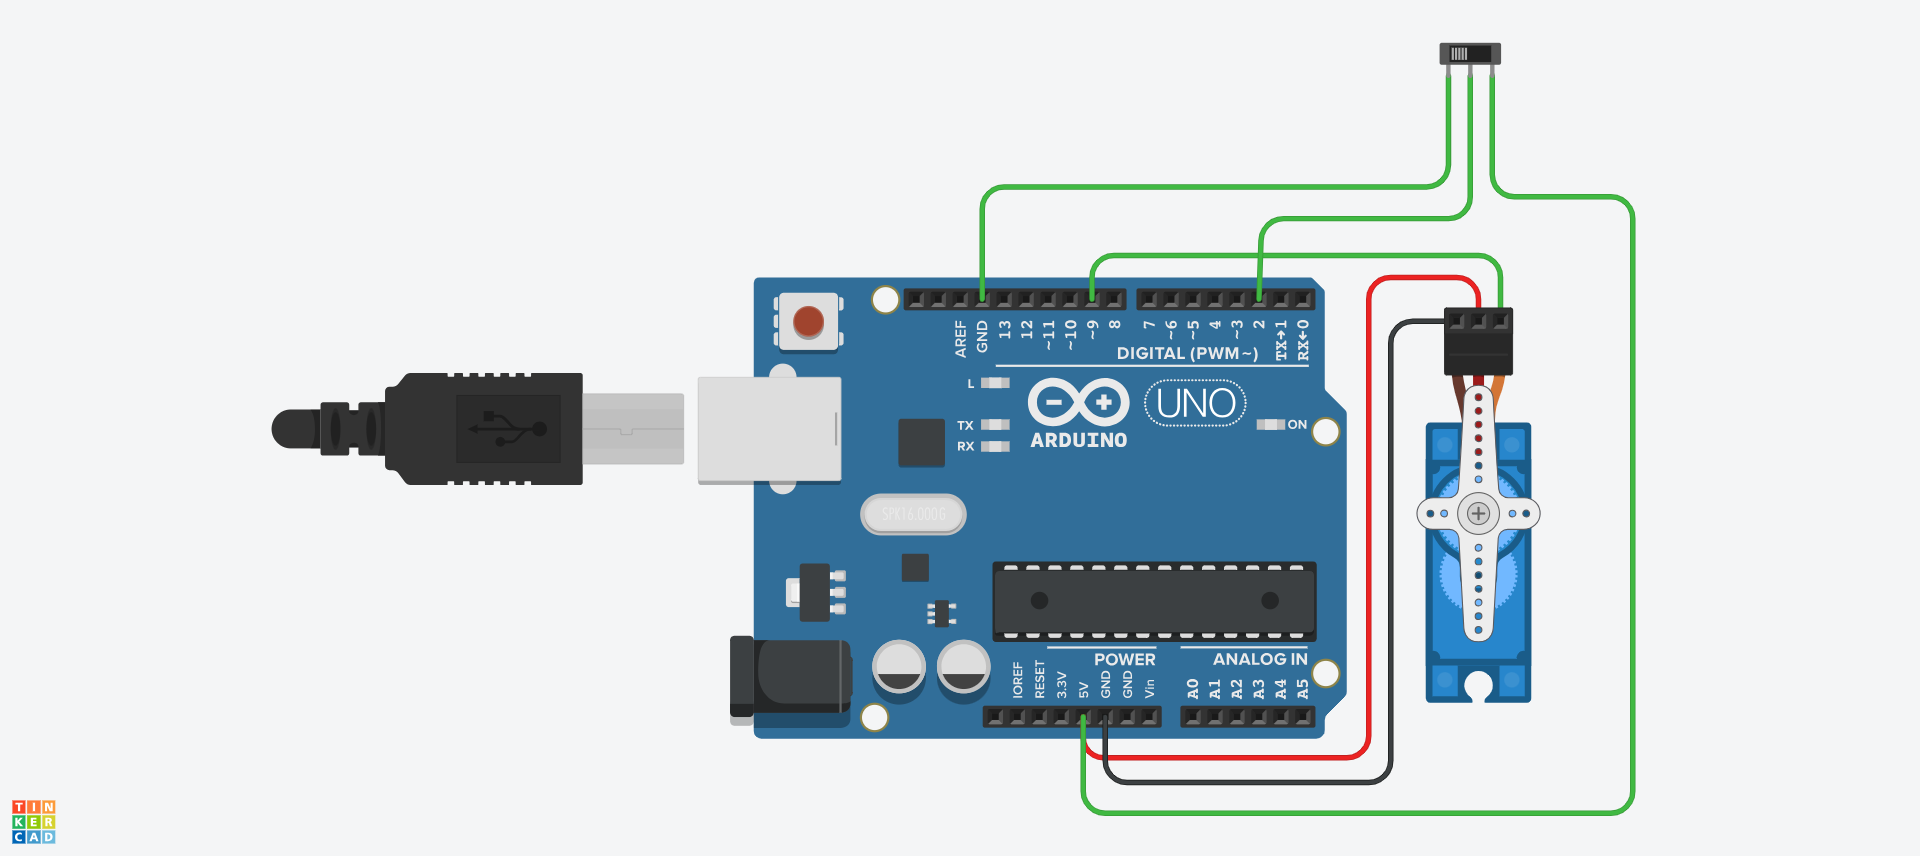 AREF
GND
13
12
~11
~10
~9
8
7
~6
~5
4
~3
2
TX→1
RX←0
DIGITAL (PWM~)
L
TX
RX
ARDUINO
UNO
ON
SPK16.000G
POWER
ANALOG IN
IOREF
RESET
3.3V
5V
GND
GND
Vin
A0
A1
A2
A3
A4
A5
TIN
KER
CAD